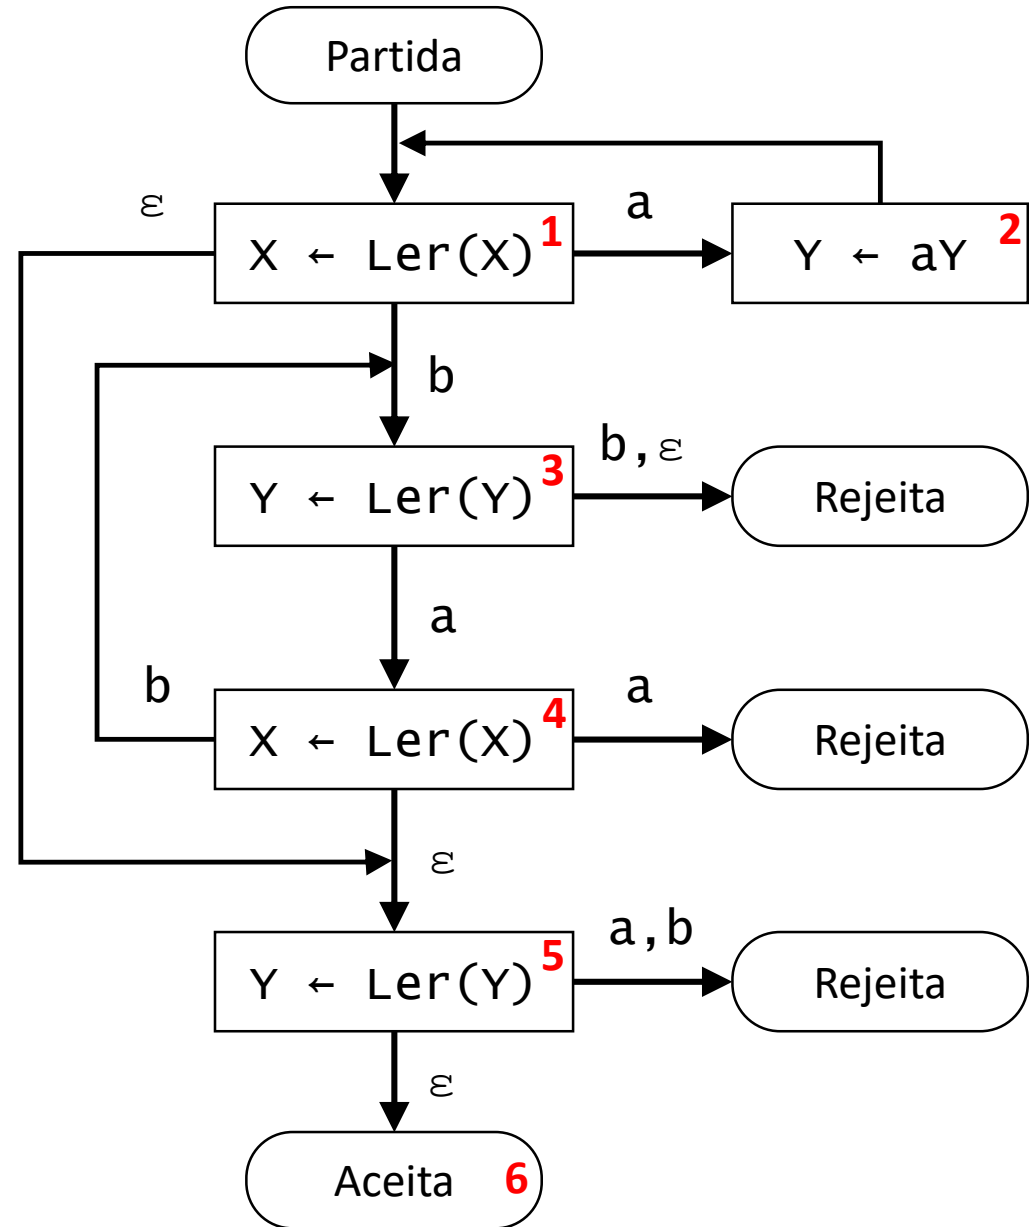 Partida
ε
X ← Ler(X) 1
a
Y ← aY 2
b
Y ← Ler(Y) 3
b,ε
Rejeita
a
b
X ← Ler(X) 4
a
Rejeita
ε
Y ← Ler(Y) 5
a,b
Rejeita
ε
Aceita 6